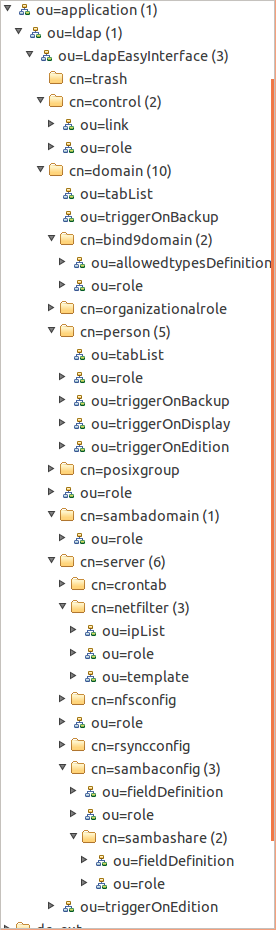 ou=application (1)
ou=ldap (1)
ou=LdapEasyInterface (3)
cn=trash
cn=control (2)
ou=link
ou=role
cn=domain (10)
ou=tabList
ou=triggerOnBackup
cn=bind9domain (2)
ou=allowedtypesDefinition
ou=role
cn=organizationalrole
cn=person (5)
ou=tabList
ou=role
ou=triggerOnBackup
ou=triggerOnDisplay
ou=triggerOnEdition
cn=posixgroup
ou=role
cn=sambadomain (1)
ou=role
cn=server (6)
cn=crontab
cn=netfilter (3)
ou=ipList
ou=role
ou=template
cn=nfsconfig
ou=role
cn=rsyncconfig
cn=sambaconfig (3)
ou=fieldDefinition
ou=role
cn=sambashare (2)
ou=fieldDefinition
ou=role
ou=triggerOnEdition